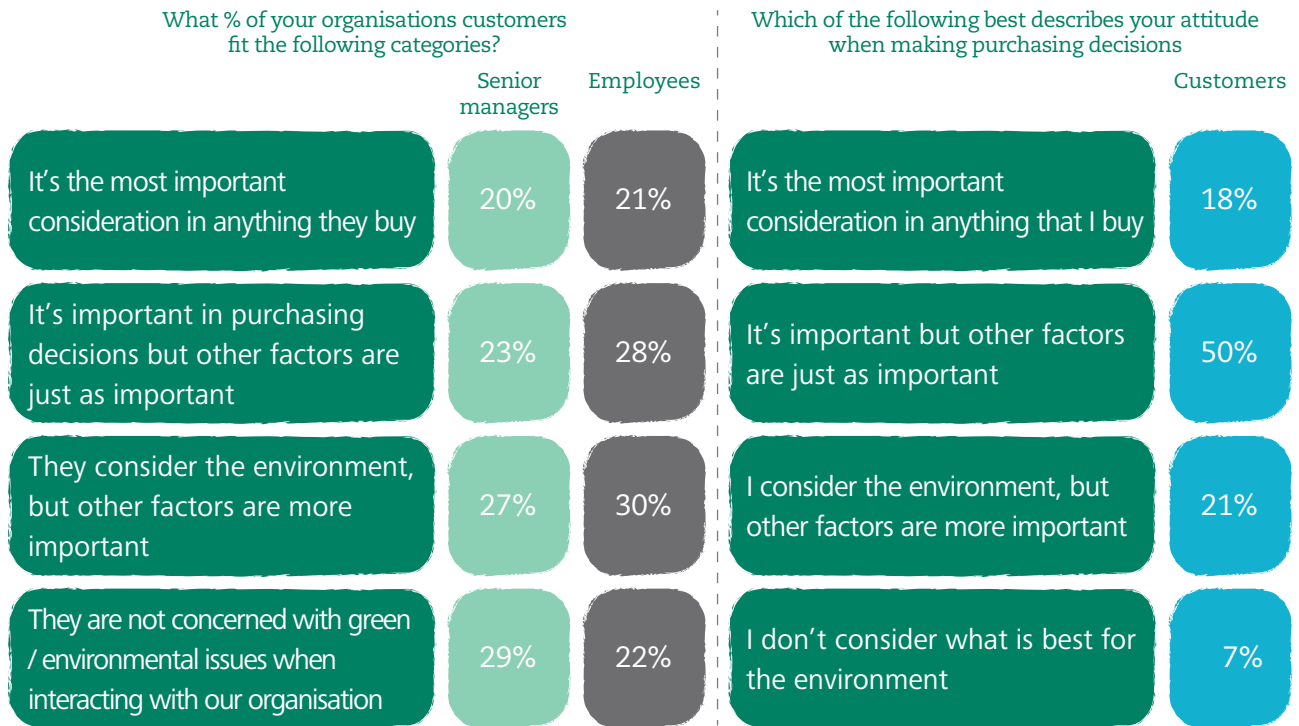 What % of your organisations customers
fit the following categories?
Senior
managers
Employees
It's the most important
consideration in anything they buy
20%
21%
It's important in purchasing
decisions but other factors are
just as important
23%
28%
They consider the environment,
but other factors are more
important
27%
30%
They are not concerned with green
/ environmental issues when
interacting with our organisation
29%
22%
Which of the following best describes your attitude
when making purchasing decisions
Customers
It's the most important
consideration in anything that I buy
18%
It's important but other factors
are just as important
50%
I consider the environment, but
other factors are more important
21%
I don't consider what is best for
the environment
7%